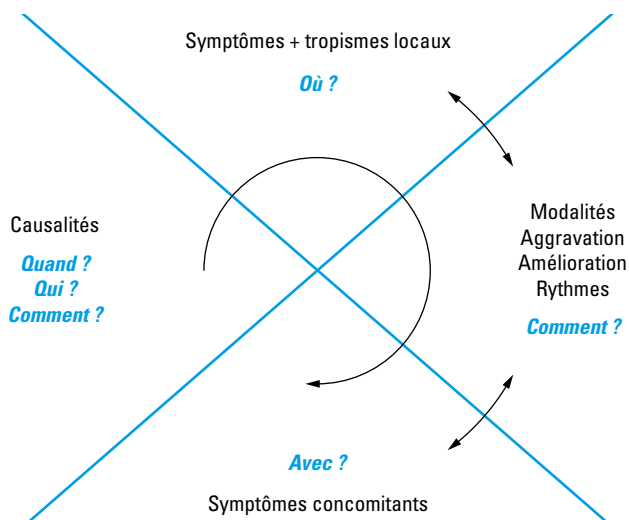 Symptômes + tropismes locaux
Où ?
Causalités
Quand ?
Qui ?
Comment ?
Modalités
Aggravation
Amélioration
Rythmes
Comment ?
Avec ?
Symptômes concomitants